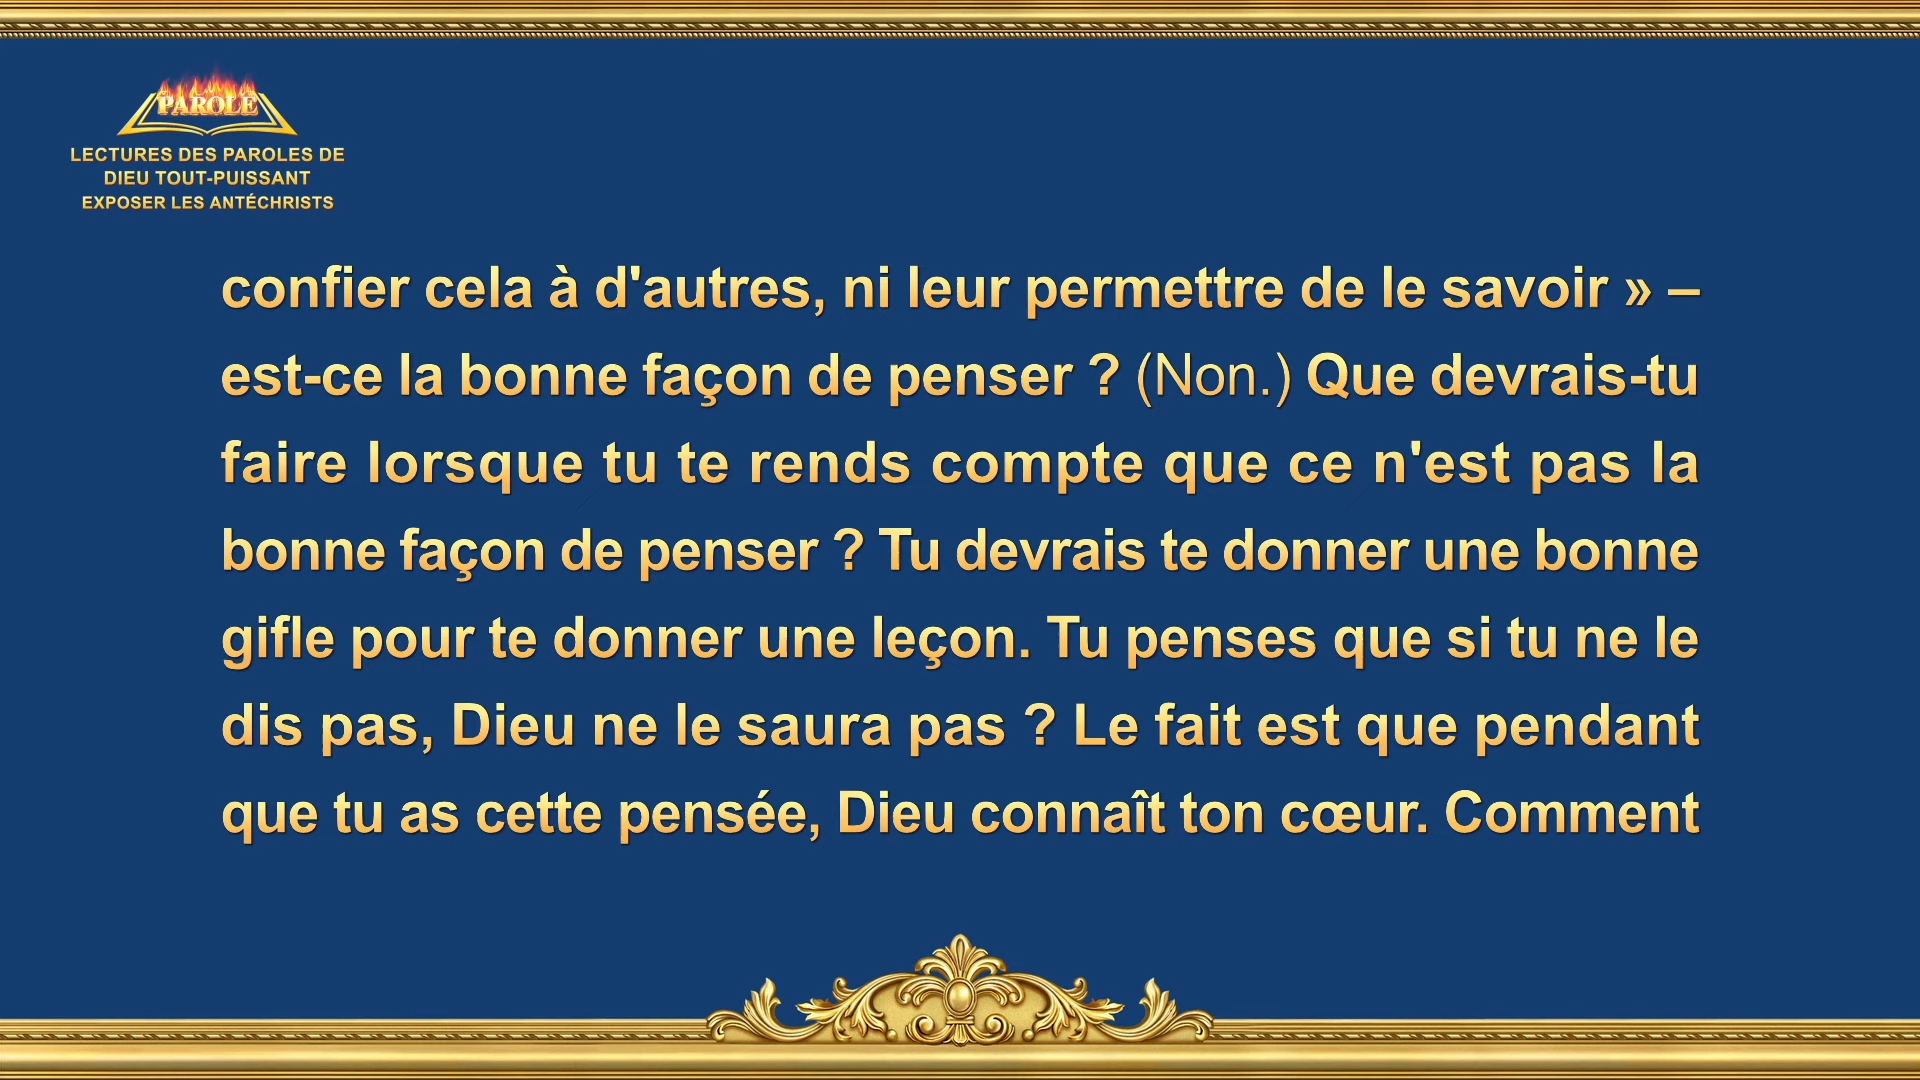 PAROLE
LECTURES DES PAROLES DE
DIEU TOUT-PUISSANT
EXPOSER LES ANTÉCHRISTS
confier cela à d'autres, ni leur permettre de le savoir » –
est-ce la bonne façon de penser ? (Non.) Que devrais-tu
faire lorsque tu te rends compte que ce n'est pas la
bonne façon de penser ? Tu devrais te donner une bonne
gifle pour te donner une leçon. Tu penses que si tu ne le
dis pas, Dieu ne le saura pas ? Le fait est que pendant
que tu as cette pensée, Dieu connaît ton cœur. Comment